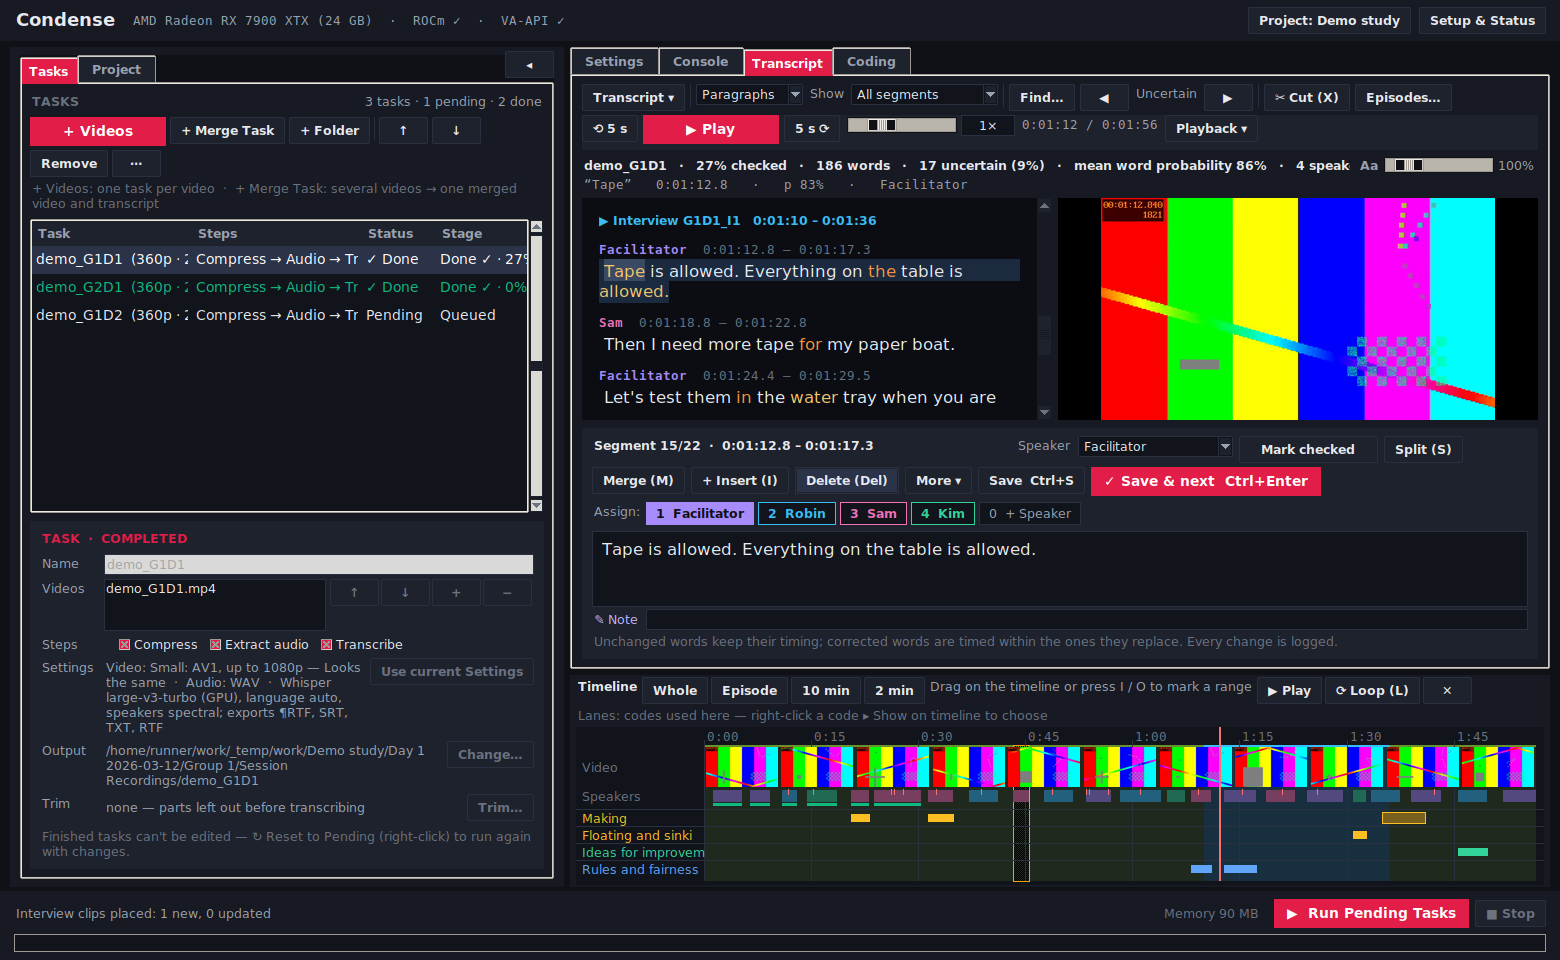 Condense AMD Radeon RX 7900 XTX (24 GB) · ROCm ✓ · VA-API ✓ Project: Demo study Setup & Status
Tasks Project ◂
TASKS 3 tasks · 1 pending · 2 done
+ Videos + Merge Task + Folder ↑ ↓
Remove ⋯
+ Videos: one task per video · + Merge Task: several videos → one merged
video and transcript
Task Steps Status Stage
demo_G1D1 (360p · Compress → Audio → Tr ✓ Done Done ✓ · 27%
demo_G2D1 (360p · Compress → Audio → Tr ✓ Done Done ✓ · 0%
demo_G1D2 (360p · Compress → Audio → Tr Pending Queued
TASK · COMPLETED
Name demo_G1D1
Videos demo_G1D1.mp4 ↑ ↓ + −
Steps Compress Extract audio Transcribe
Settings Video: Small: AV1, up to 1080p — Looks
the same · Audio: WAV · Whisper
large-v3-turbo (GPU), language auto,
speakers spectral; exports ¶RTF, SRT,
TXT, RTF
Use current Settings
Output /home/runner/work/_temp/work/Demo study/Day 1
2026-03-12/Group 1/Session
Recordings/demo_G1D1
Change…
Trim none — parts left out before transcribing Trim…
Finished tasks can't be edited — ↻ Reset to Pending (right-click) to run again
with changes.
Settings Console Transcript Coding
Transcript ▾ Paragraphs Show All segments Find… ◀ Uncertain ▶ ✂ Cut (X) Episodes…
⟲ 5 s ▶ Play 5 s ⟳ 1× 0:01:12 / 0:01:56 Playback ▾
demo_G1D1 · 27% checked · 186 words · 17 uncertain (9%) · mean word probability 86% · 4 speak Aa 100%
“Tape” 0:01:12.8 · p 83% · Facilitator
▶ Interview G1D1_I1 0:01:10 – 0:01:36
Facilitator 0:01:12.8 – 0:01:17.3
Tape is allowed. Everything on the table is
allowed.
Sam 0:01:18.8 – 0:01:22.8
Then I need more tape for my paper boat.
Facilitator 0:01:24.4 – 0:01:29.5
Let's test them in the water tray when you are
00:01:12.840
1821
Segment 15/22 · 0:01:12.8 – 0:01:17.3 Speaker Facilitator Mark checked Split (S)
Merge (M) + Insert (I) Delete (Del) More ▾ Save Ctrl+S ✓ Save & next Ctrl+Enter
Assign: 1 Facilitator 2 Robin 3 Sam 4 Kim 0 + Speaker
Tape is allowed. Everything on the table is allowed.
✎ Note
Unchanged words keep their timing; corrected words are timed within the ones they replace. Every change is logged.
Timeline Whole Episode 10 min 2 min Drag on the timeline or press I / O to mark a range ▶ Play ⟳ Loop (L) ✕
Lanes: codes used here — right-click a code ▸ Show on timeline to choose
0:00 0:15 0:30 0:45 1:00 1:15 1:30 1:45
Video
Speakers
Making
Floating and sinki
Ideas for improvem
Rules and fairness
Interview clips placed: 1 new, 0 updated Memory 90 MB ▶ Run Pending Tasks ■ Stop